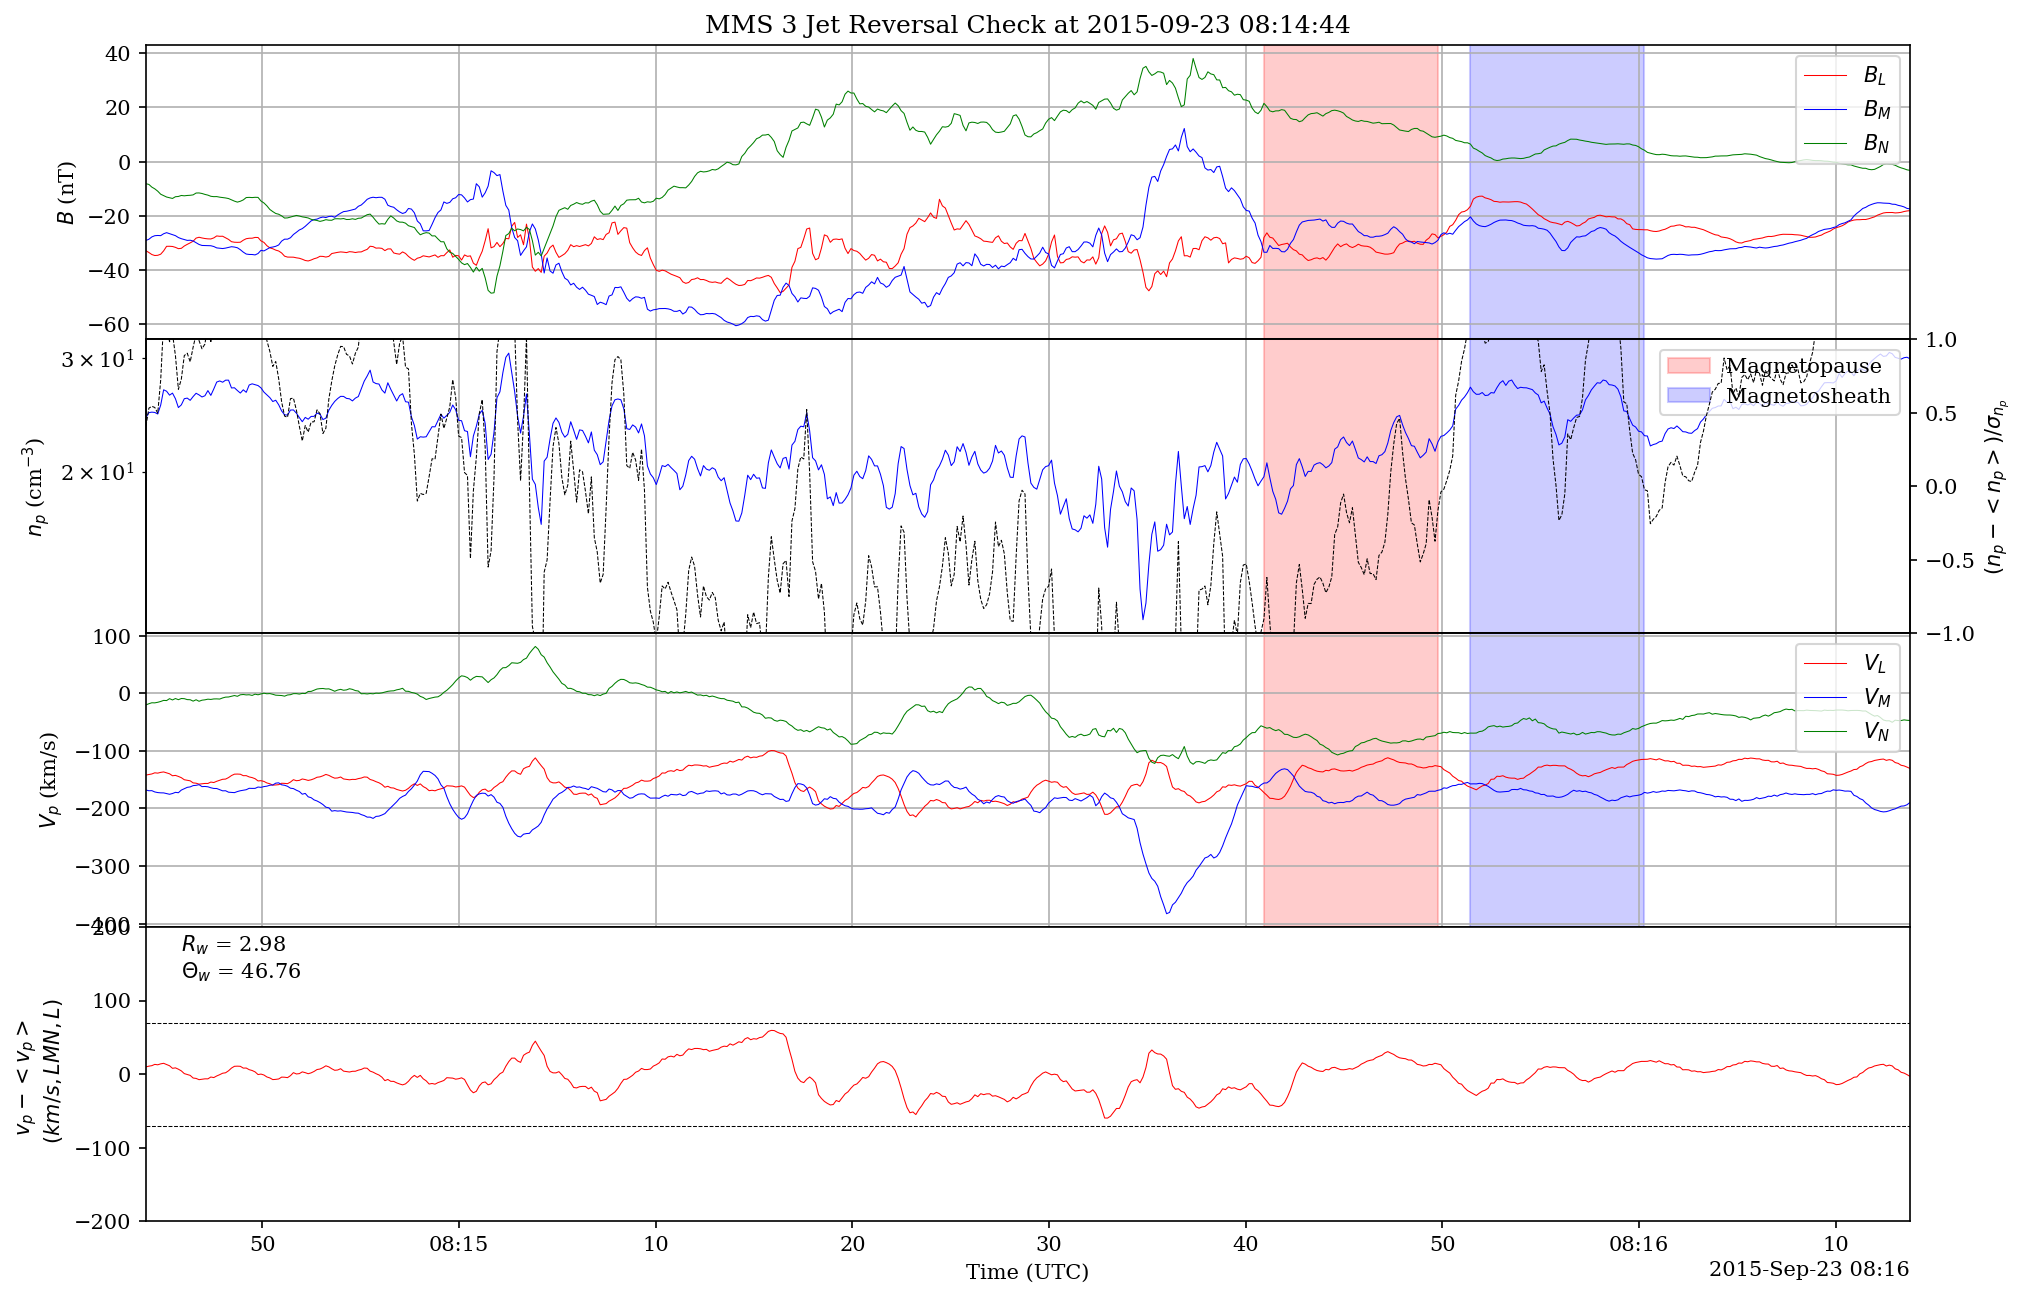 MMS 3 Jet Reversal Check at 2015-09-23 08:14:44
40
20
0
−20
−40
−60
B (nT)
B_L
B_M
B_N
3 × 10^1
2 × 10^1
n_p (cm^−3)
1.0
0.5
0.0
−0.5
−1.0
(n_p − < n_p >)/σ_{n_p}
Magnetopause
Magnetosheath
100
0
−100
−200
−300
−400
V_p (km/s)
V_L
V_M
V_N
200
100
0
−100
−200
v_p − < v_p >
(km/s, LMN, L)
R_w = 2.98
Θ_w = 46.76
50 08:15 10 20 30 40 50 08:16 10
Time (UTC)
2015-Sep-23 08:16